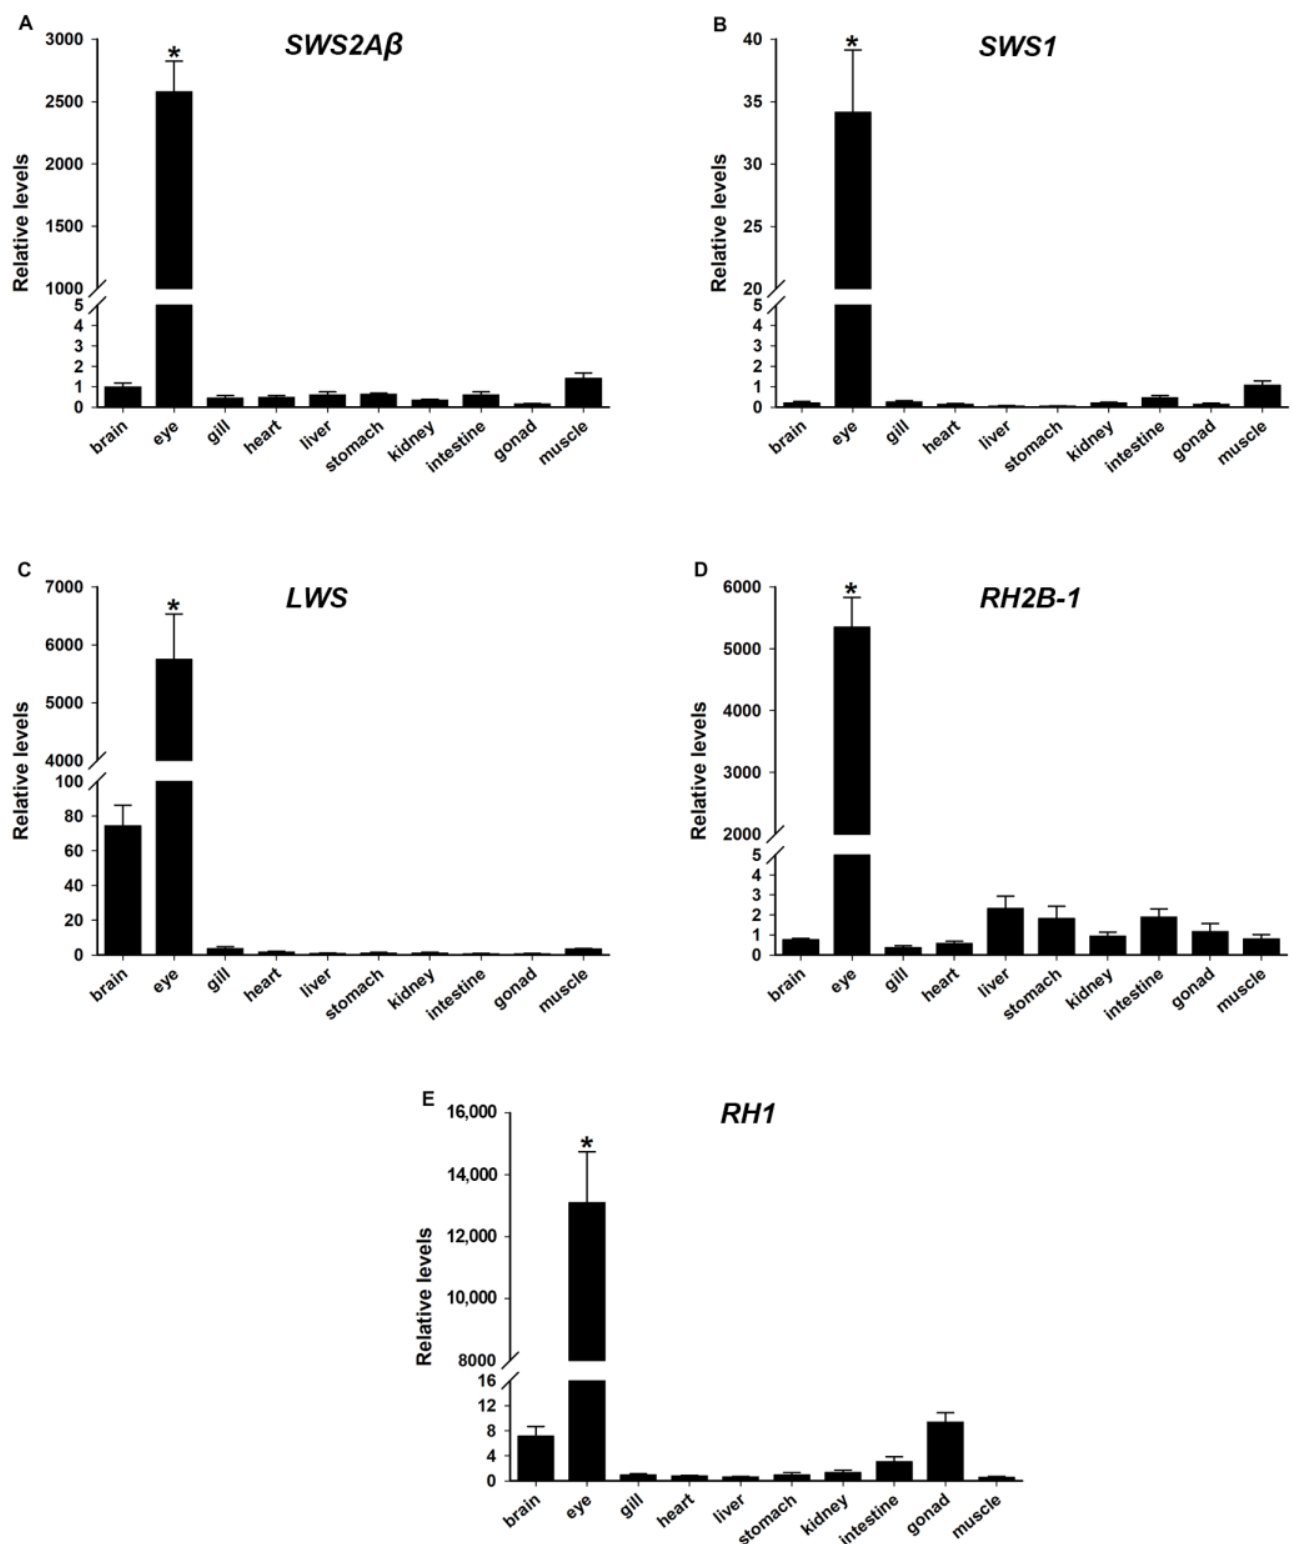 A
SWS2Aβ
Relative levels
3000
2500
2000
1500
1000
5
4
3
2
1
0
*
brain
eye
gill
heart
liver
stomach
kidney
intestine
gonad
muscle
B
SWS1
Relative levels
40
35
30
25
20
5
4
3
2
1
0
*
brain
eye
gill
heart
liver
stomach
kidney
intestine
gonad
muscle
C
LWS
Relative levels
7000
6000
5000
4000
100
80
60
40
20
0
*
brain
eye
gill
heart
liver
stomach
kidney
intestine
gonad
muscle
D
RH2B-1
Relative levels
6000
5000
4000
3000
2000
5
4
3
2
1
0
*
brain
eye
gill
heart
liver
stomach
kidney
intestine
gonad
muscle
E
RH1
Relative levels
16,000
14,000
12,000
10,000
8000
16
12
8
4
0
*
brain
eye
gill
heart
liver
stomach
kidney
intestine
gonad
muscle